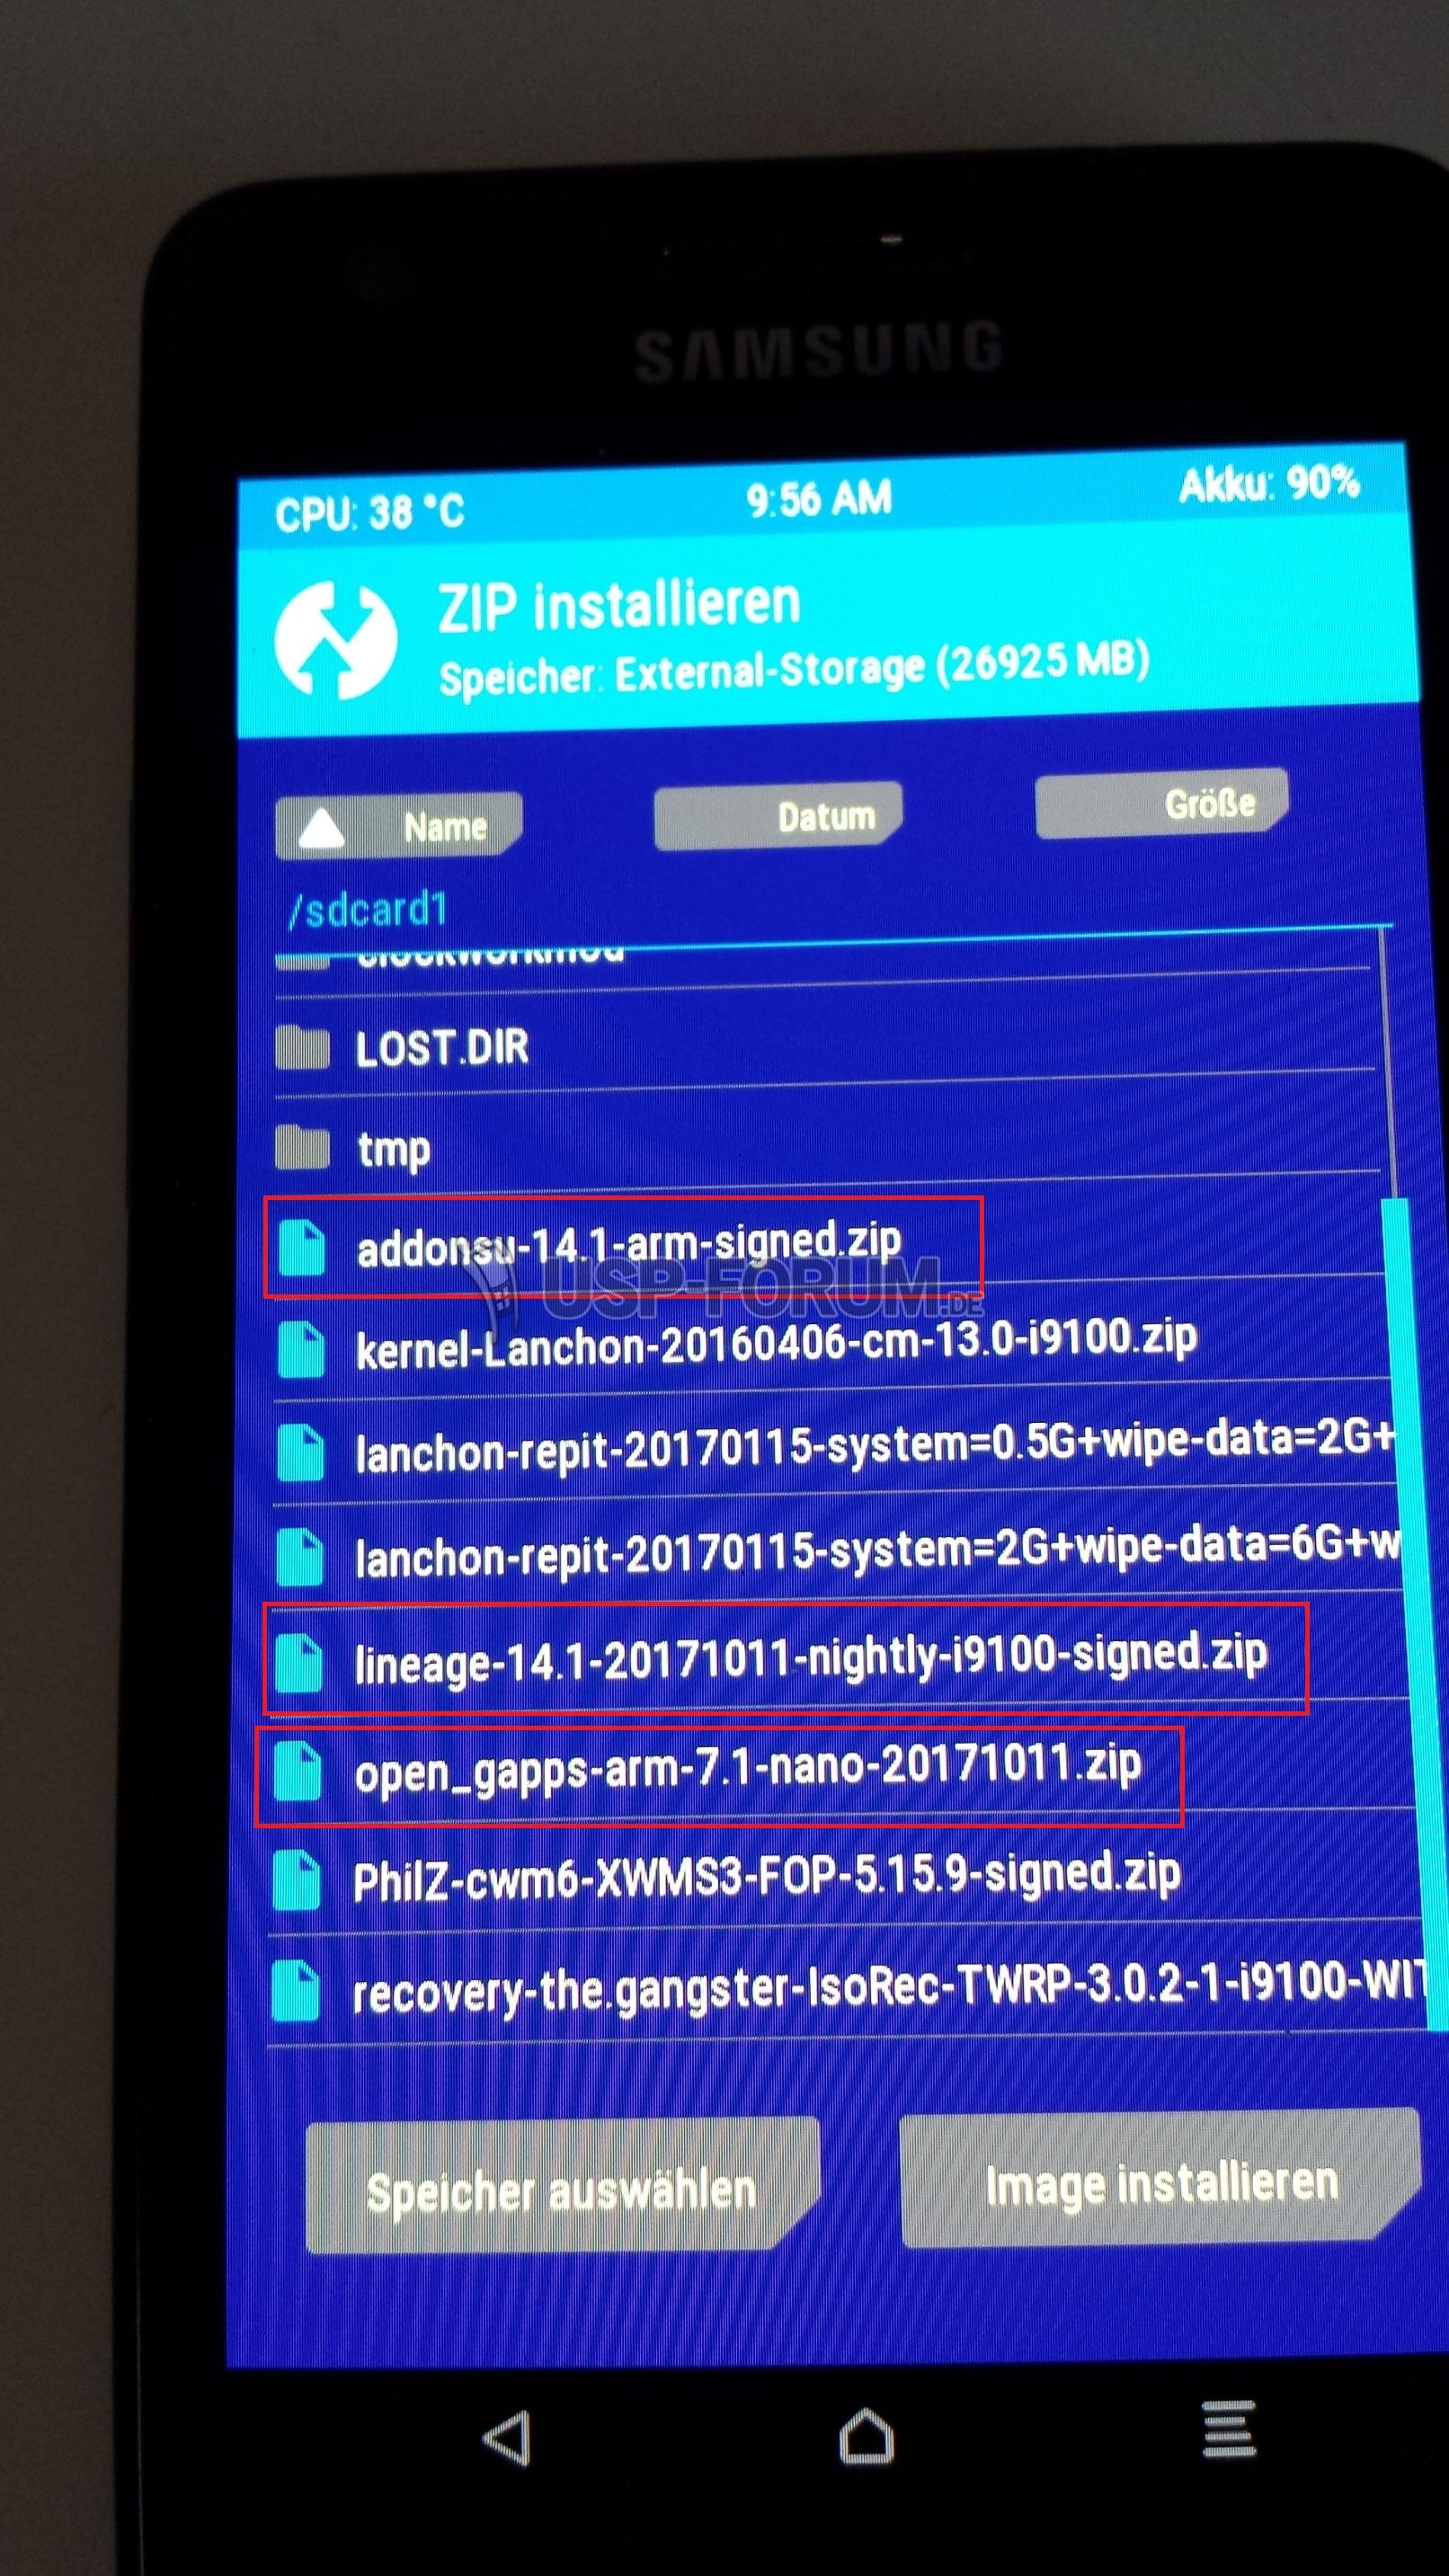 SAMSUNG
CPU: 38 °C 9:56 AM Akku: 90%
ZIP installieren
Speicher: External-Storage (26925 MB)
Name Datum Größe
/sdcard1
clockworkmod
LOST.DIR
tmp
addonsu-14.1-arm-signed.zip
USP-FORUM.DE
kernel-Lanchon-20160406-cm-13.0-i9100.zip
lanchon-repit-20170115-system=0.5G+wipe-data=2G+
lanchon-repit-20170115-system=2G+wipe-data=6G+w
lineage-14.1-20171011-nightly-i9100-signed.zip
open_gapps-arm-7.1-nano-20171011.zip
PhilZ-cwm6-XWMS3-FOP-5.15.9-signed.zip
recovery-the.gangster-IsoRec-TWRP-3.0.2-1-i9100-WIT
Speicher auswählen Image installieren